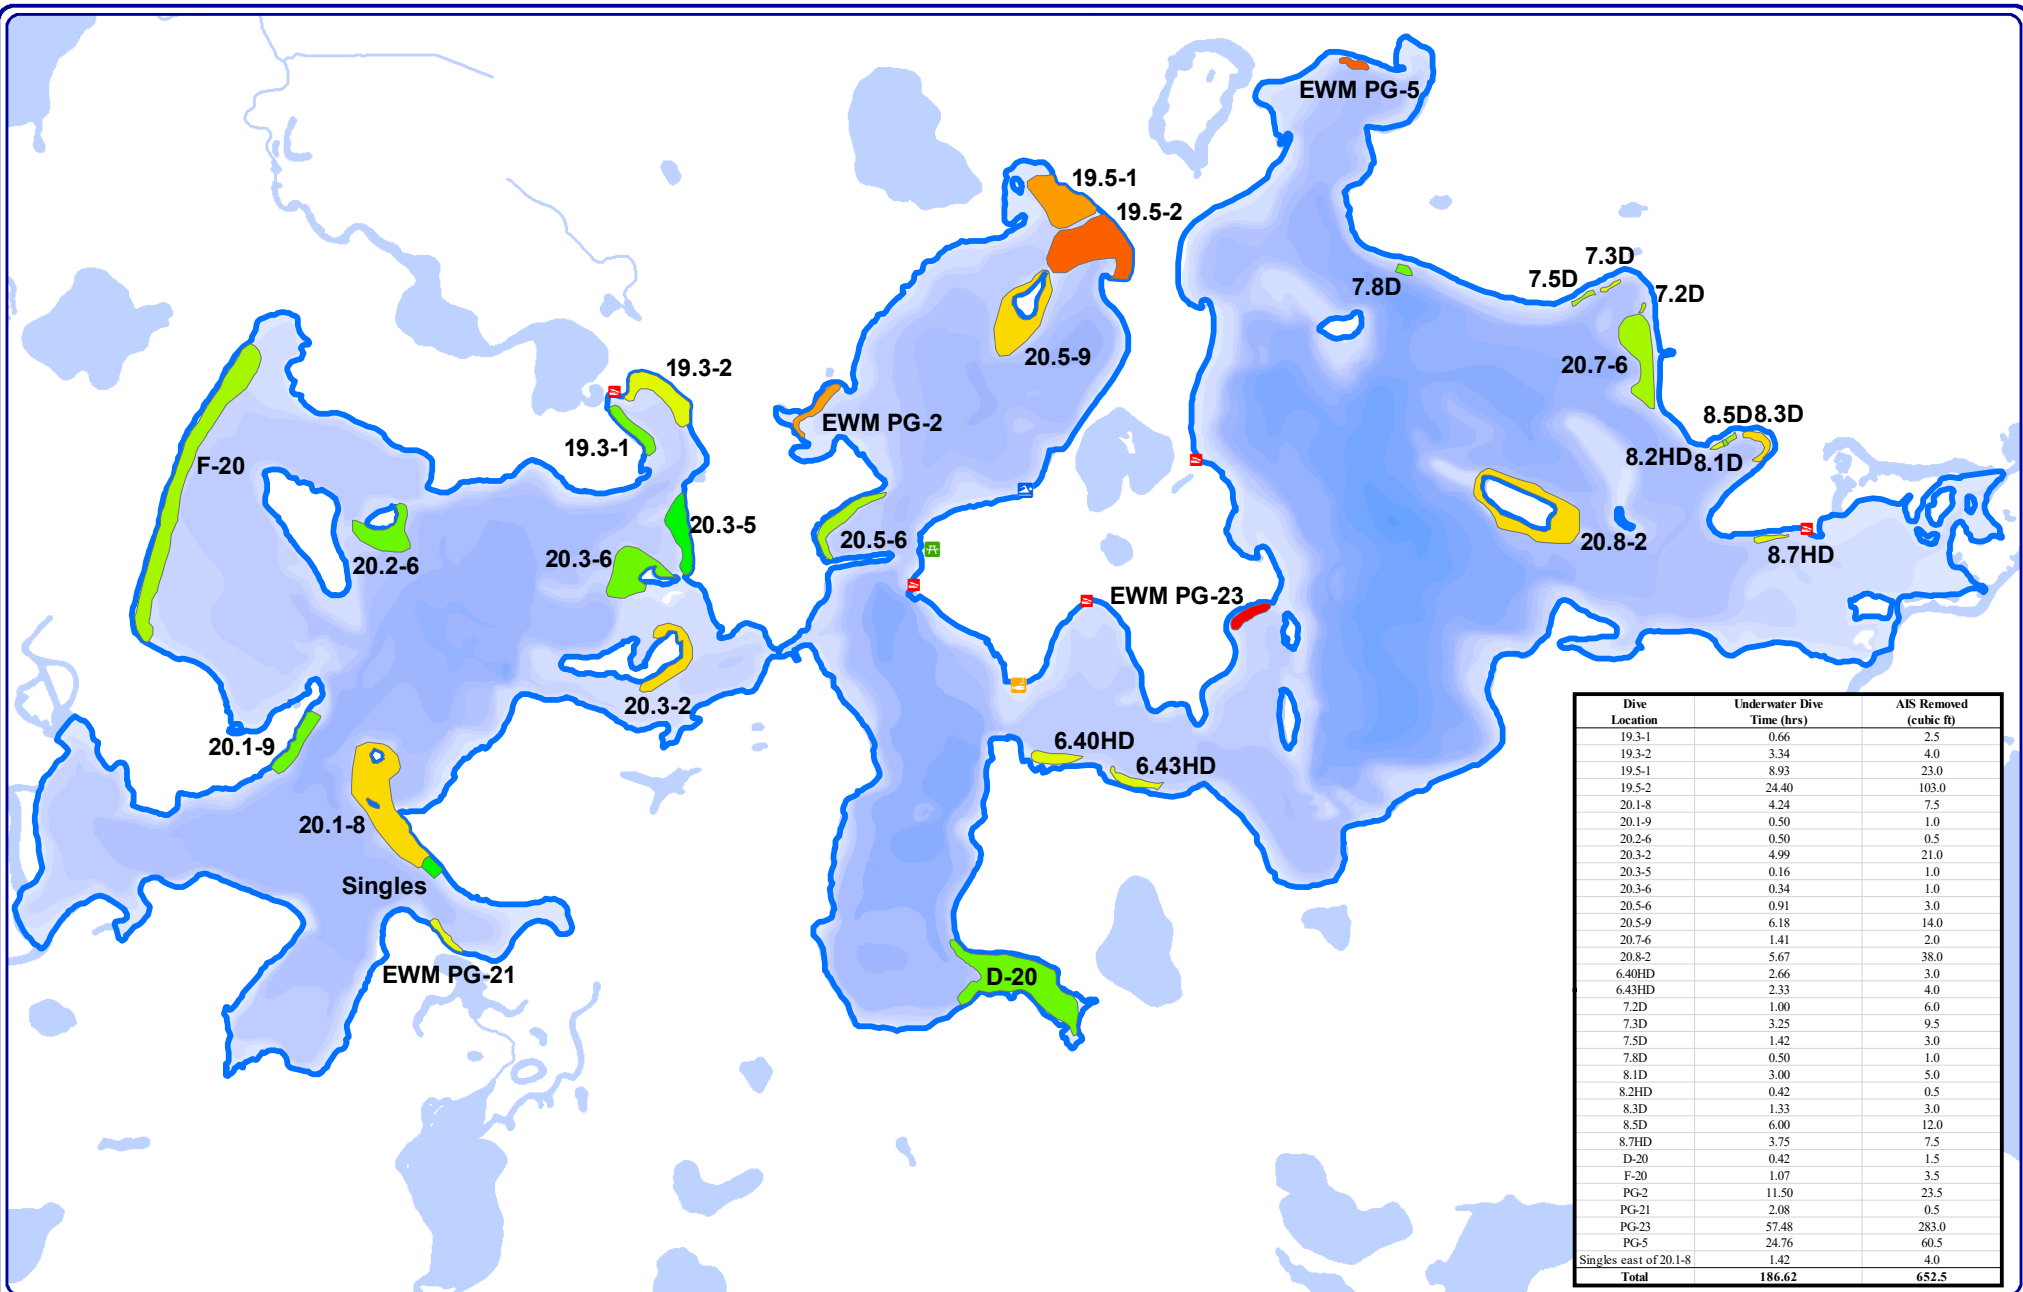 EWM PG-5
19.5-1
19.5-2
7.3D
7.5D
7.8D
7.2D
20.5-9
20.7-6
19.3-2
EWM PG-2
8.5D
8.3D
19.3-1
8.2HD
8.1D
F-20
20.3-5
20.5-6
20.8-2
8.7HD
20.3-6
20.2-6
EWM PG-23
20.3-2
20.1-9
6.40HD
6.43HD
20.1-8
Singles
EWM PG-21
D-20
Dive Location Underwater Dive Time (hrs) AIS Removed (cubic ft)
19.3-1 0.66 2.5
19.3-2 3.34 4.0
19.5-1 8.93 23.0
19.5-2 24.40 103.0
20.1-8 4.24 7.5
20.1-9 0.50 1.0
20.2-6 0.50 0.5
20.3-2 4.99 21.0
20.3-5 0.16 1.0
20.3-6 0.34 1.0
20.5-6 0.91 3.0
20.5-9 6.18 14.0
20.7-6 1.41 2.0
20.8-2 5.67 38.0
6.40HD 2.66 3.0
6.43HD 2.33 4.0
7.2D 1.00 6.0
7.3D 3.25 9.5
7.5D 1.42 3.0
7.8D 0.50 1.0
8.1D 3.00 5.0
8.2HD 0.42 0.5
8.3D 1.33 3.0
8.5D 6.00 12.0
8.7HD 3.75 7.5
D-20 0.42 1.5
F-20 1.07 3.5
PG-2 11.50 23.5
PG-21 2.08 0.5
PG-23 57.48 283.0
PG-5 24.76 60.5
Singles east of 20.1-8 1.42 4.0
Total 186.62 652.5